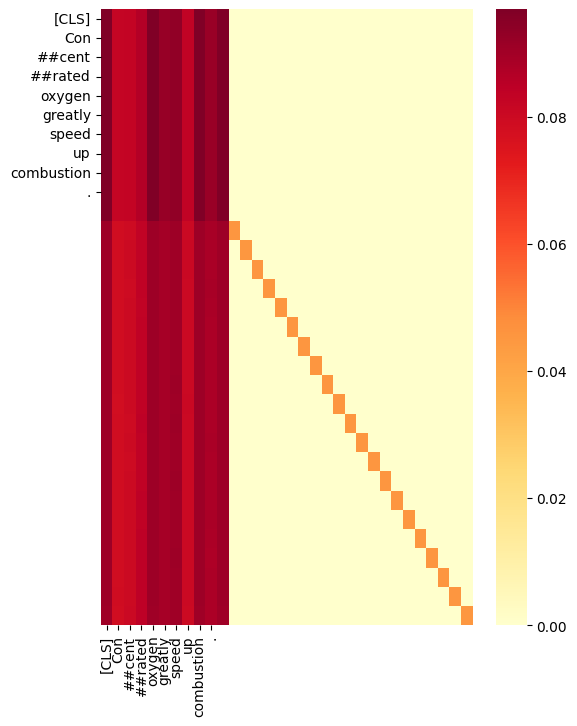 [CLS]
Con
##cent
##rated
oxygen
greatly
speed
up
combustion
.
0.08
0.06
0.04
0.02
0.00
[CLS]
Con
##cent
##rated
oxygen
greatly
speed
up
combustion
.